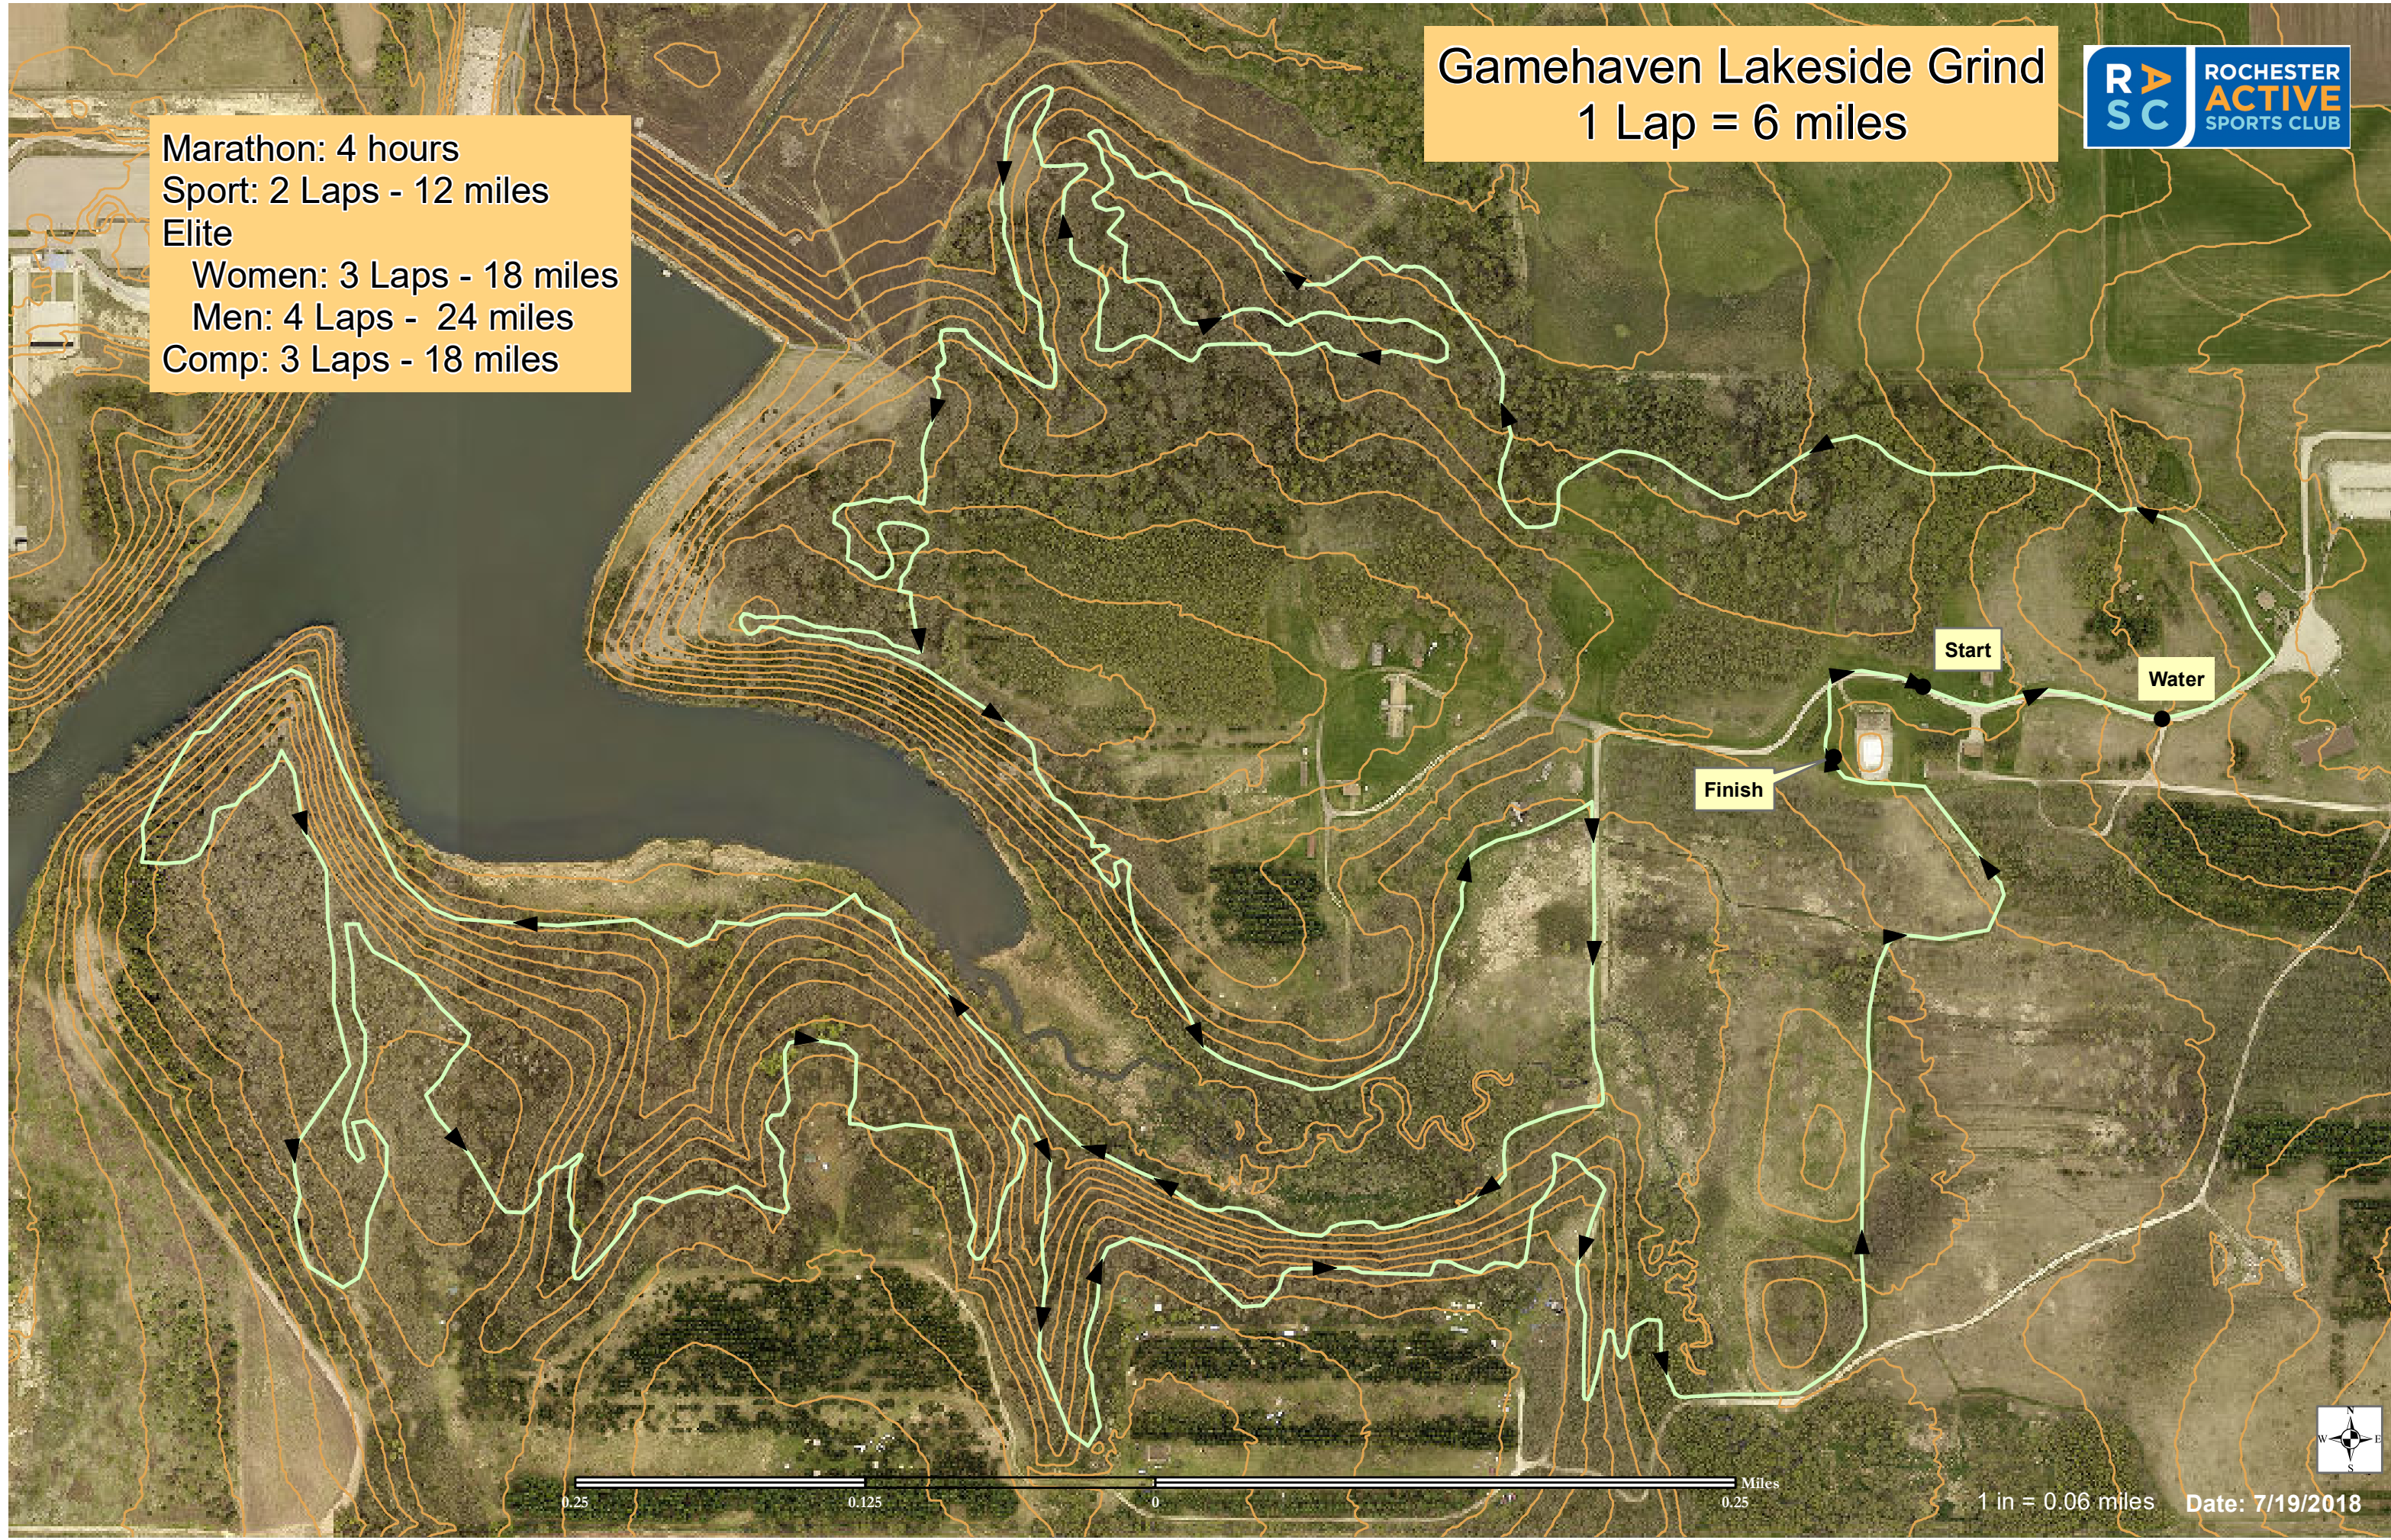 Gamehaven Lakeside Grind
1 Lap = 6 miles
RA
SC
ROCHESTER
ACTIVE
SPORTS CLUB
Marathon: 4 hours
Sport: 2 Laps - 12 miles
Elite
Women: 3 Laps - 18 miles
Men: 4 Laps -  24 miles
Comp: 3 Laps - 18 miles
Start
Water
Finish
N
W E
S
Miles
0.25 0.125 0 0.25
1 in = 0.06 miles
Date: 7/19/2018